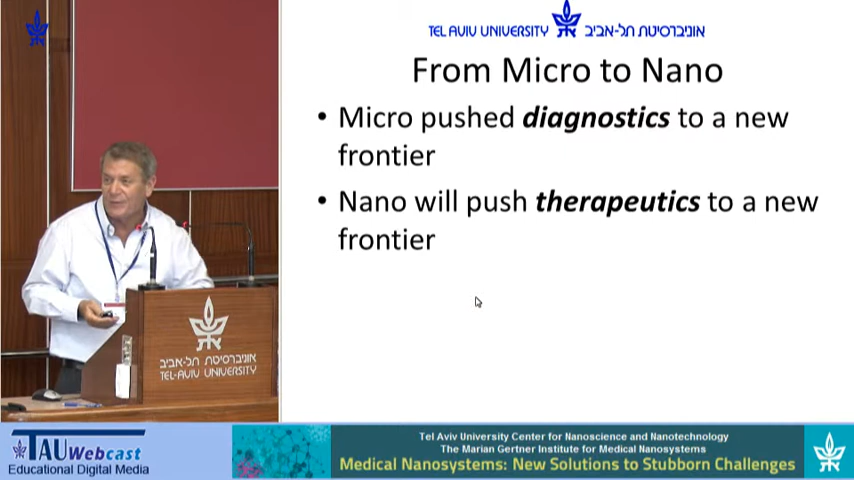 TEL AVIV UNIVERSITY אוניברסיטת תל-אביב
From Micro to Nano
• Micro pushed diagnostics to a new
frontier
• Nano will push therapeutics to a new
frontier
אוניברסיטת תל-אביב
TEL-AVIV UNIVERSITY
TAU Webcast
Educational Digital Media
Tel Aviv University Center for Nanoscience and Nanotechnology
The Marian Gertner Institute for Medical Nanosystems
Medical Nanosystems: New Solutions to Stubborn Challenges